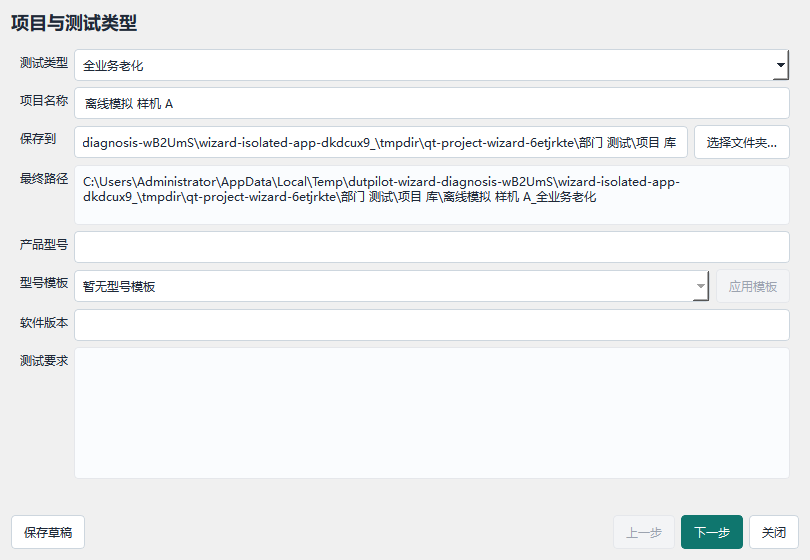 项目与测试类型
测试类型
全业务老化
项目名称
离线模拟 样机 A
保存到
diagnosis-wB2UmS\wizard-isolated-app-dkdcux9_\tmpdir\qt-project-wizard-6etjrkte\部门 测试\项目 库
选择文件夹...
最终路径
C:\Users\Administrator\AppData\Local\Temp\dutpilot-wizard-diagnosis-wB2UmS\wizard-isolated-app-
dkdcux9_\tmpdir\qt-project-wizard-6etjrkte\部门 测试\项目 库\离线模拟 样机 A_全业务老化
产品型号
型号模板
暂无型号模板
应用模板
软件版本
测试要求
保存草稿
上一步
下一步
关闭